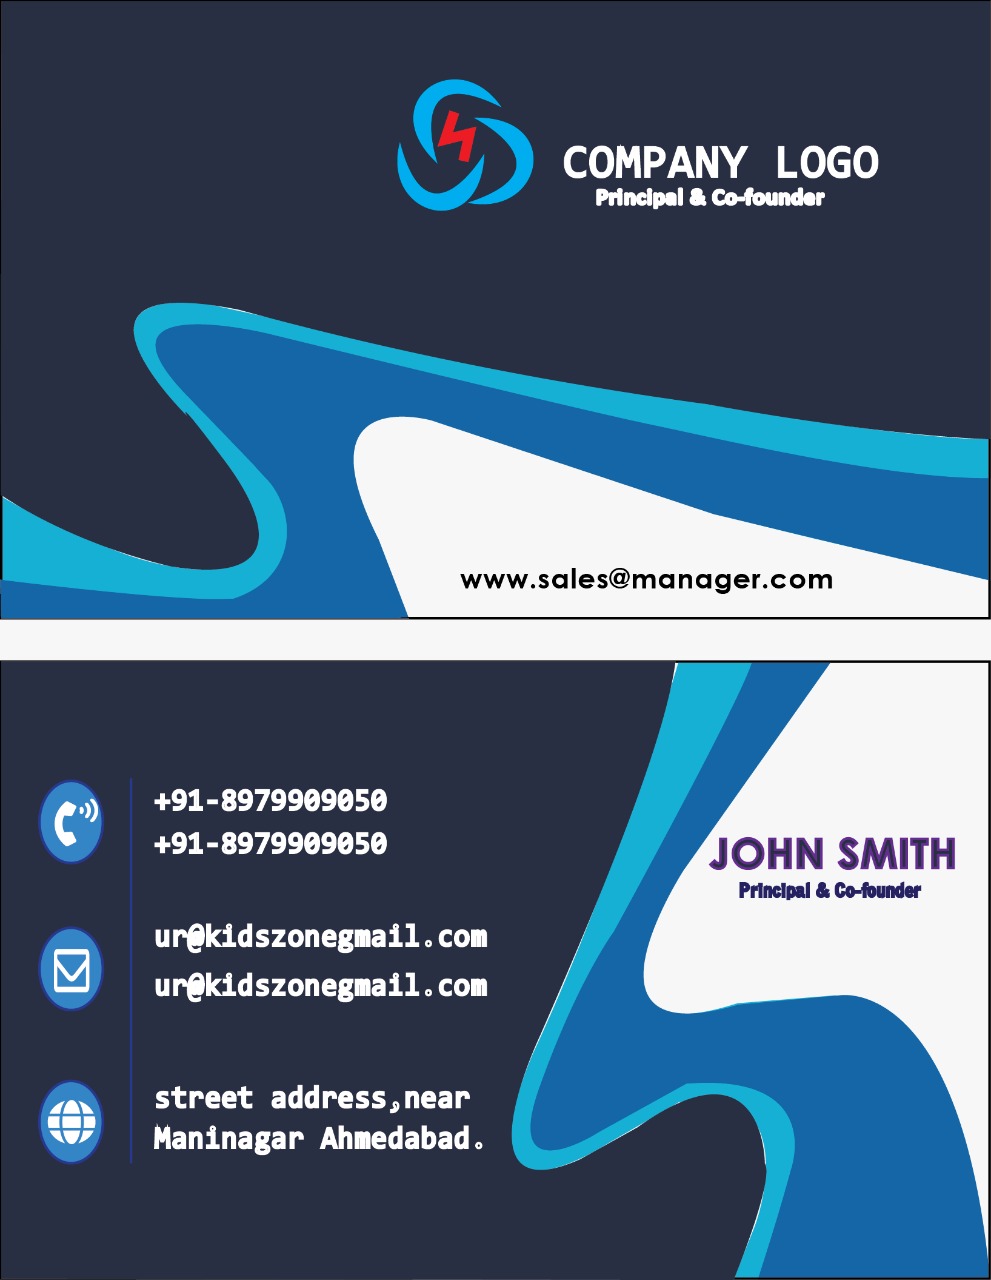 COMPANY LOGO
Principal & Co-founder
www.sales@manager.com
+91-8979909050
+91-8979909050
ur@kidszonegmail.com
ur@kidszonegmail.com
street address,near
Maninagar Ahmedabad.
JOHN SMITH
Principal & Co-founder